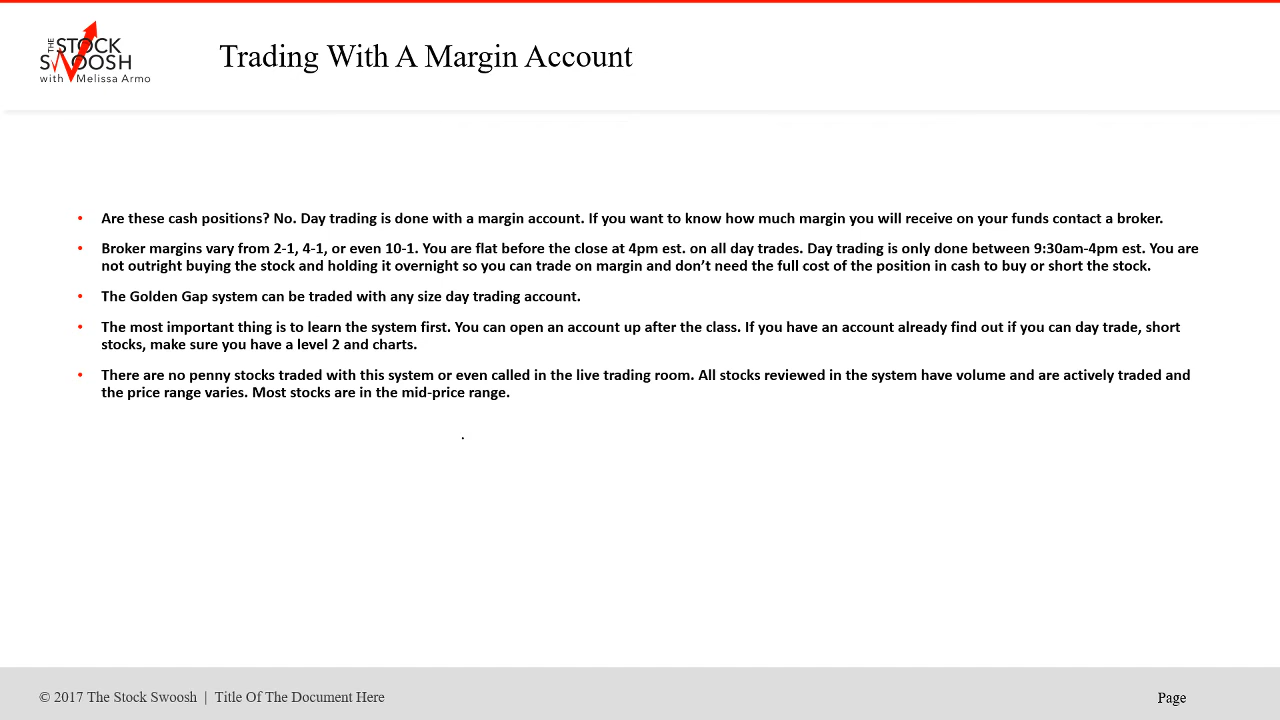 THE
STOCK
SWOOSH
with Melissa Armo
Trading With A Margin Account
• Are these cash positions? No. Day trading is done with a margin account. If you want to know how much margin you will receive on your funds contact a broker.
• Broker margins vary from 2-1, 4-1, or even 10-1. You are flat before the close at 4pm est. on all day trades. Day trading is only done between 9:30am-4pm est. You are
not outright buying the stock and holding it overnight so you can trade on margin and don’t need the full cost of the position in cash to buy or short the stock.
• The Golden Gap system can be traded with any size day trading account.
• The most important thing is to learn the system first. You can open an account up after the class. If you have an account already find out if you can day trade, short
stocks, make sure you have a level 2 and charts.
• There are no penny stocks traded with this system or even called in the live trading room. All stocks reviewed in the system have volume and are actively traded and
the price range varies. Most stocks are in the mid-price range.
.
© 2017 The Stock Swoosh | Title Of The Document Here
Page